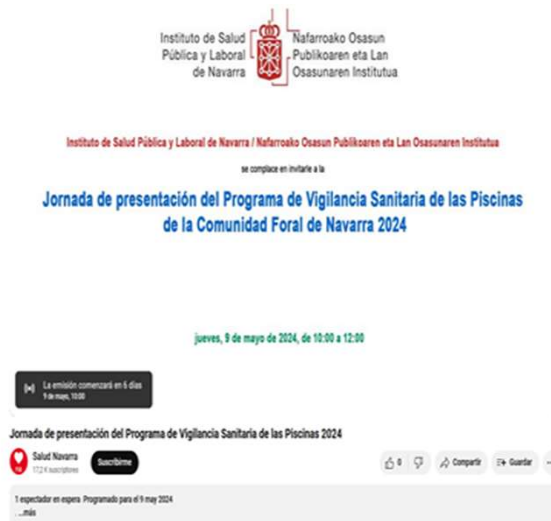 Instituto de Salud
Pública y Laboral
de Navarra
Nafarroako Osasun
Publikoaren eta Lan
Osasunaren Institutua
Instituto de Salud Pública y Laboral de Navarra / Nafarroako Osasun Publikoaren eta Lan Osasunaren Institutua
se complace en invitarle a la
Jornada de presentación del Programa de Vigilancia Sanitaria de las Piscinas
de la Comunidad Foral de Navarra 2024
jueves, 9 de mayo de 2024, de 10:00 a 12:00
La emisión comenzará en 6 días
9 de mayo, 10:00
Jornada de presentación del Programa de Vigilancia Sanitaria de las Piscinas 2024
Salud Navarra
17,2 K suscriptores
Suscribirme
0
Compartir
Guardar
1 espectador en espera Programado para el 9 may 2024
...más